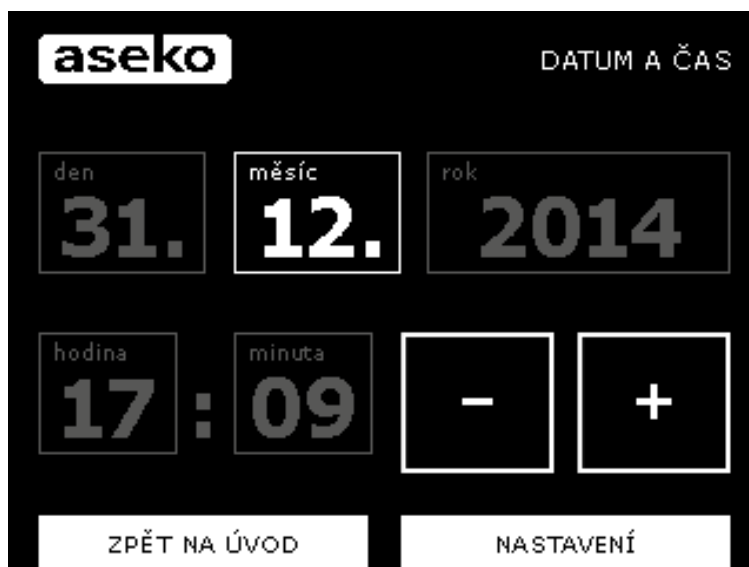 aseko
DATUM A ČAS
den měsíc rok
31. 12. 2014
hodina minuta
17 : 09 - +
ZPĚT NA ÚVOD NASTAVENÍ